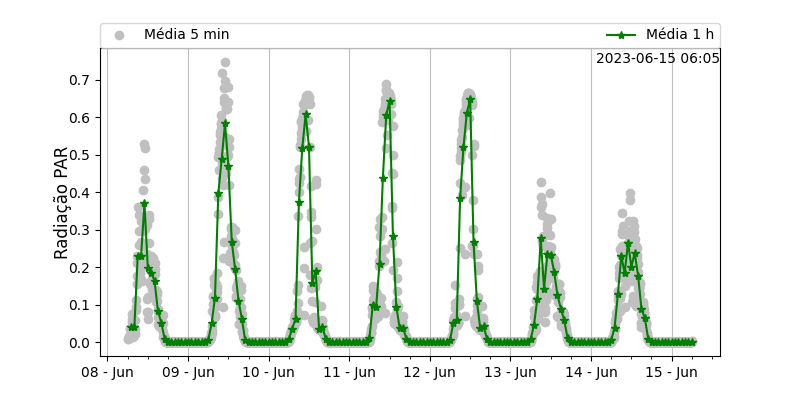 Média 5 min
Média 1 h
2023-06-15 06:05
Radiação PAR
0.7
0.6
0.5
0.4
0.3
0.2
0.1
0.0
08 - Jun
09 - Jun
10 - Jun
11 - Jun
12 - Jun
13 - Jun
14 - Jun
15 - Jun